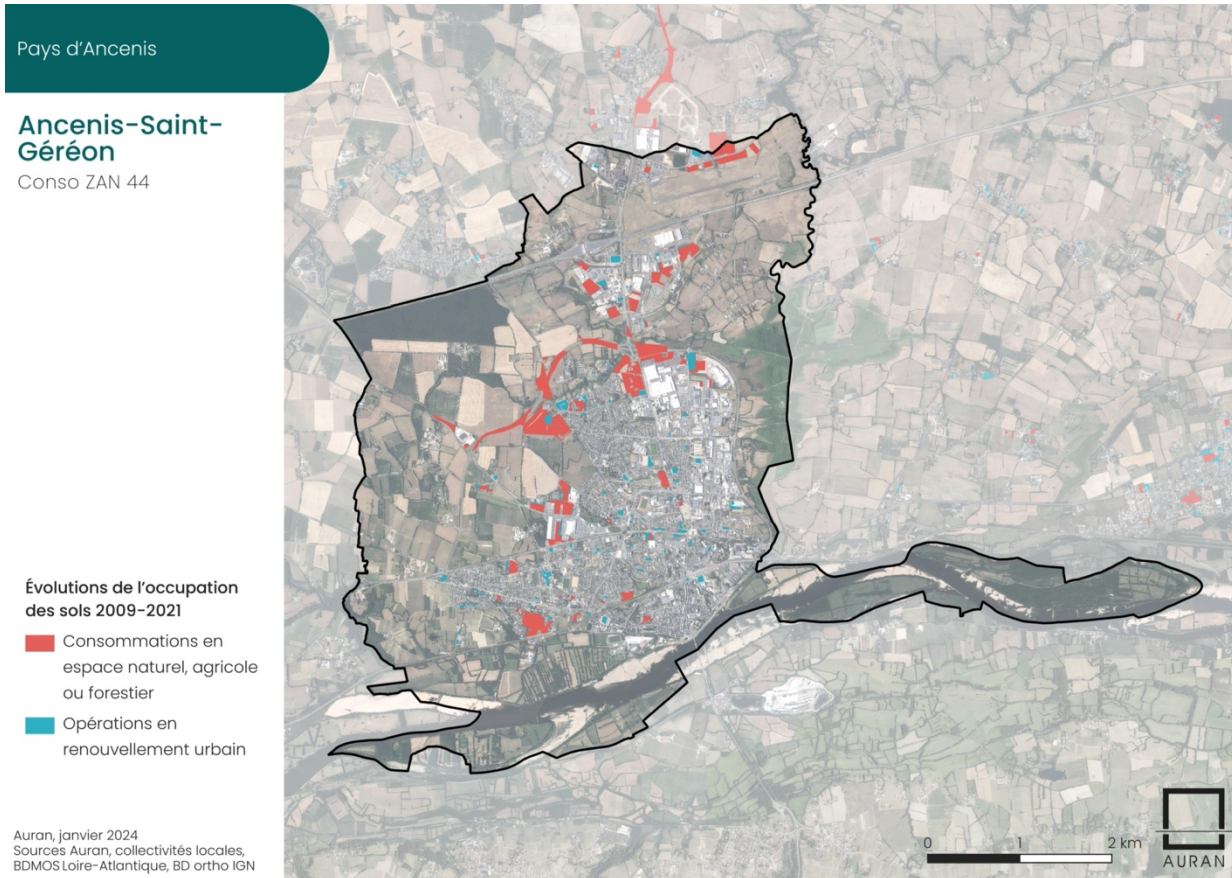 Pays d'Ancenis
Ancenis-Saint-
Géréon
Conso ZAN 44
Évolutions de l'occupation
des sols 2009-2021
Consommations en
espace naturel, agricole
ou forestier
Opérations en
renouvellement urbain
Auran, janvier 2024
Sources Auran, collectivités locales,
BDMOS Loire-Atlantique, BD ortho IGN
0 1 2 km
AURAN